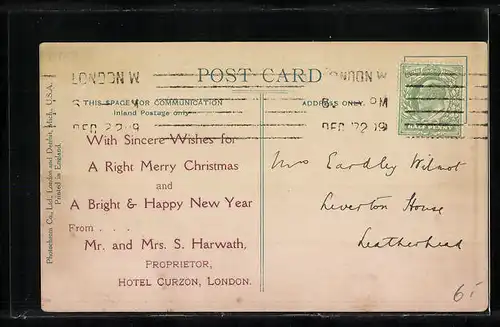 LONDON W
POST CARD
THIS SPACE FOR COMMUNICATION
Inland Postage only.
ADDRESS ONLY.
LONDON W
PM
DEC 22
DEC 22
HALF PENNY
Photochrom Co., Ltd., London and Detroit, Mich., U.S.A.
Printed in England.
With Sincere Wishes for
A Right Merry Christmas
and
A Bright & Happy New Year
From . . .
Mr. and Mrs. S. Harwath,
PROPRIETOR,
HOTEL CURZON, LONDON.
Mrs Eardley Wilmot
Leverton House
Leatherhead
6